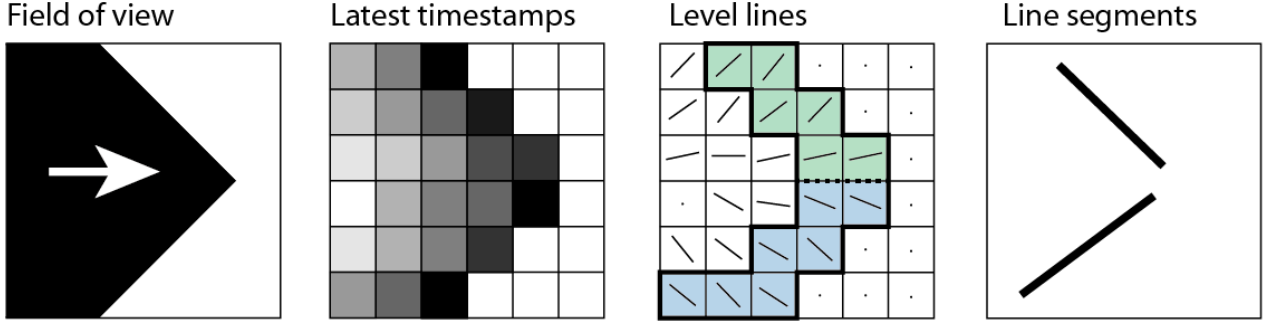 Field of view
Latest timestamps
Level lines
Line segments